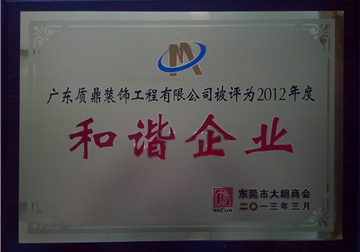 广东质鼎装饰工程有限公司被评为2012年度
和谐企业
东莞市大朗商会
二〇一三年三月